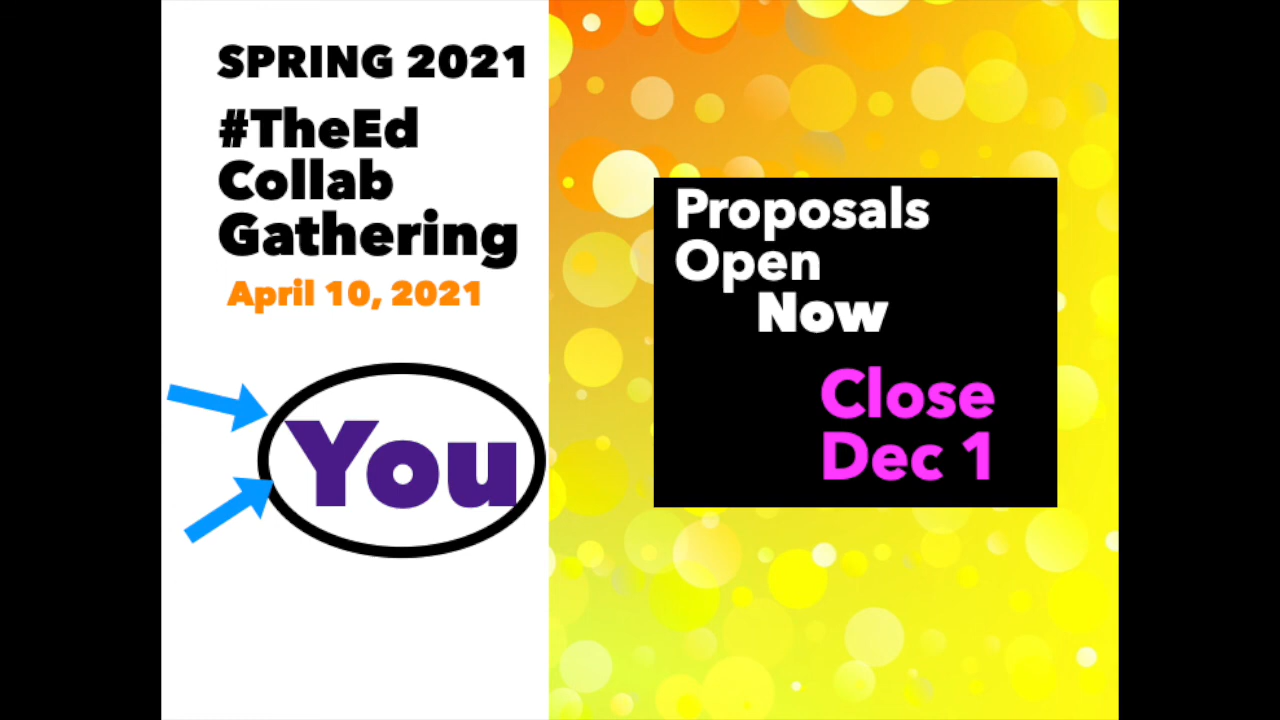 SPRING 2021
#TheEd
Collab
Gathering
April 10, 2021
You
Proposals
Open
Now
Close
Dec 1